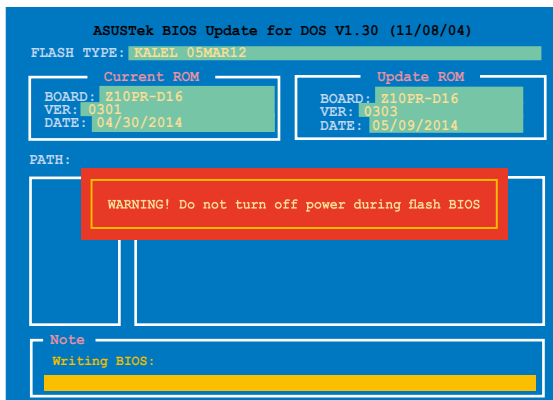 ASUSTek BIOS Update for DOS V1.30 (11/08/04)
FLASH TYPE: KALEL 05MAR12
Current ROM
BOARD: Z10PR-D16
VER: 0301
DATE: 04/30/2014
Update ROM
BOARD: Z10PR-D16
VER: 0303
DATE: 05/09/2014
PATH:
WARNING! Do not turn off power during flash BIOS
Note
Writing BIOS: